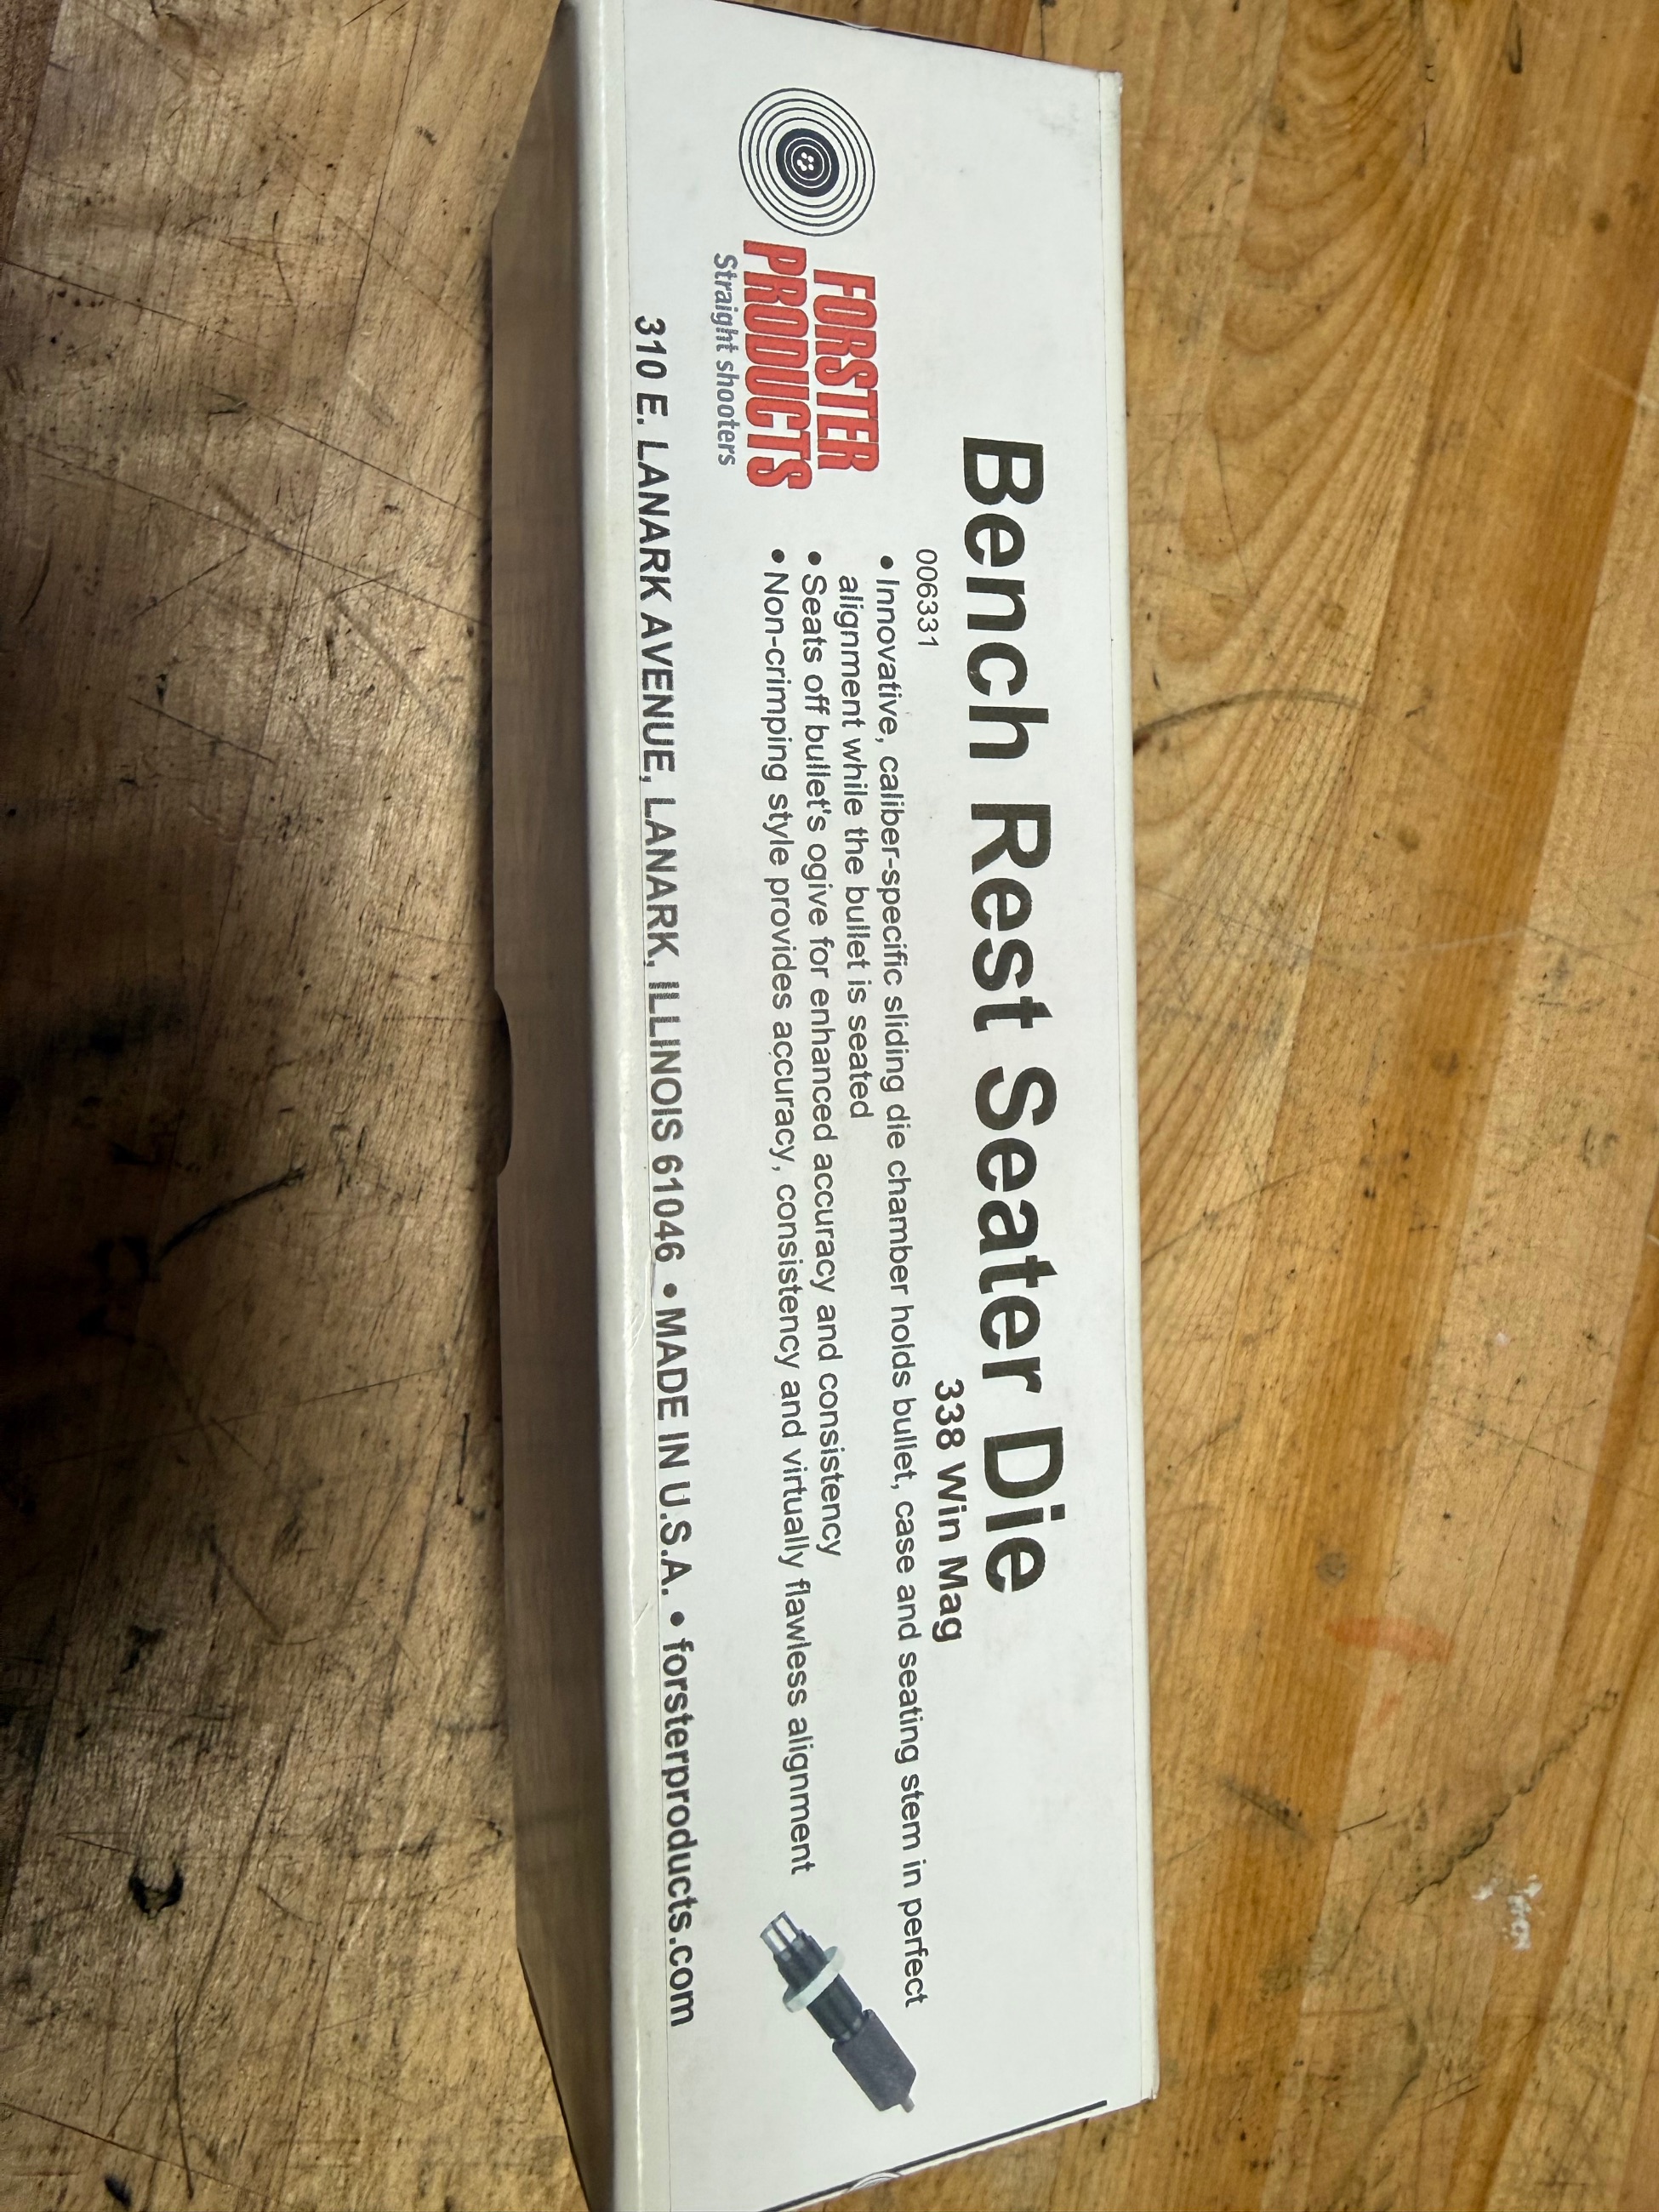 Bench Rest Seater Die
006331
338 Win Mag
• Innovative, caliber-specific sliding die chamber holds bullet, case and seating stem in perfect
alignment while the bullet is seated
• Seats off bullet's ogive for enhanced accuracy and consistency
• Non-crimping style provides accuracy, consistency and virtually flawless alignment
FORSTER
PRODUCTS
Straight shooters
310 E. LANARK AVENUE, LANARK, ILLINOIS 61046 • MADE IN U.S.A. • forsterproducts.com